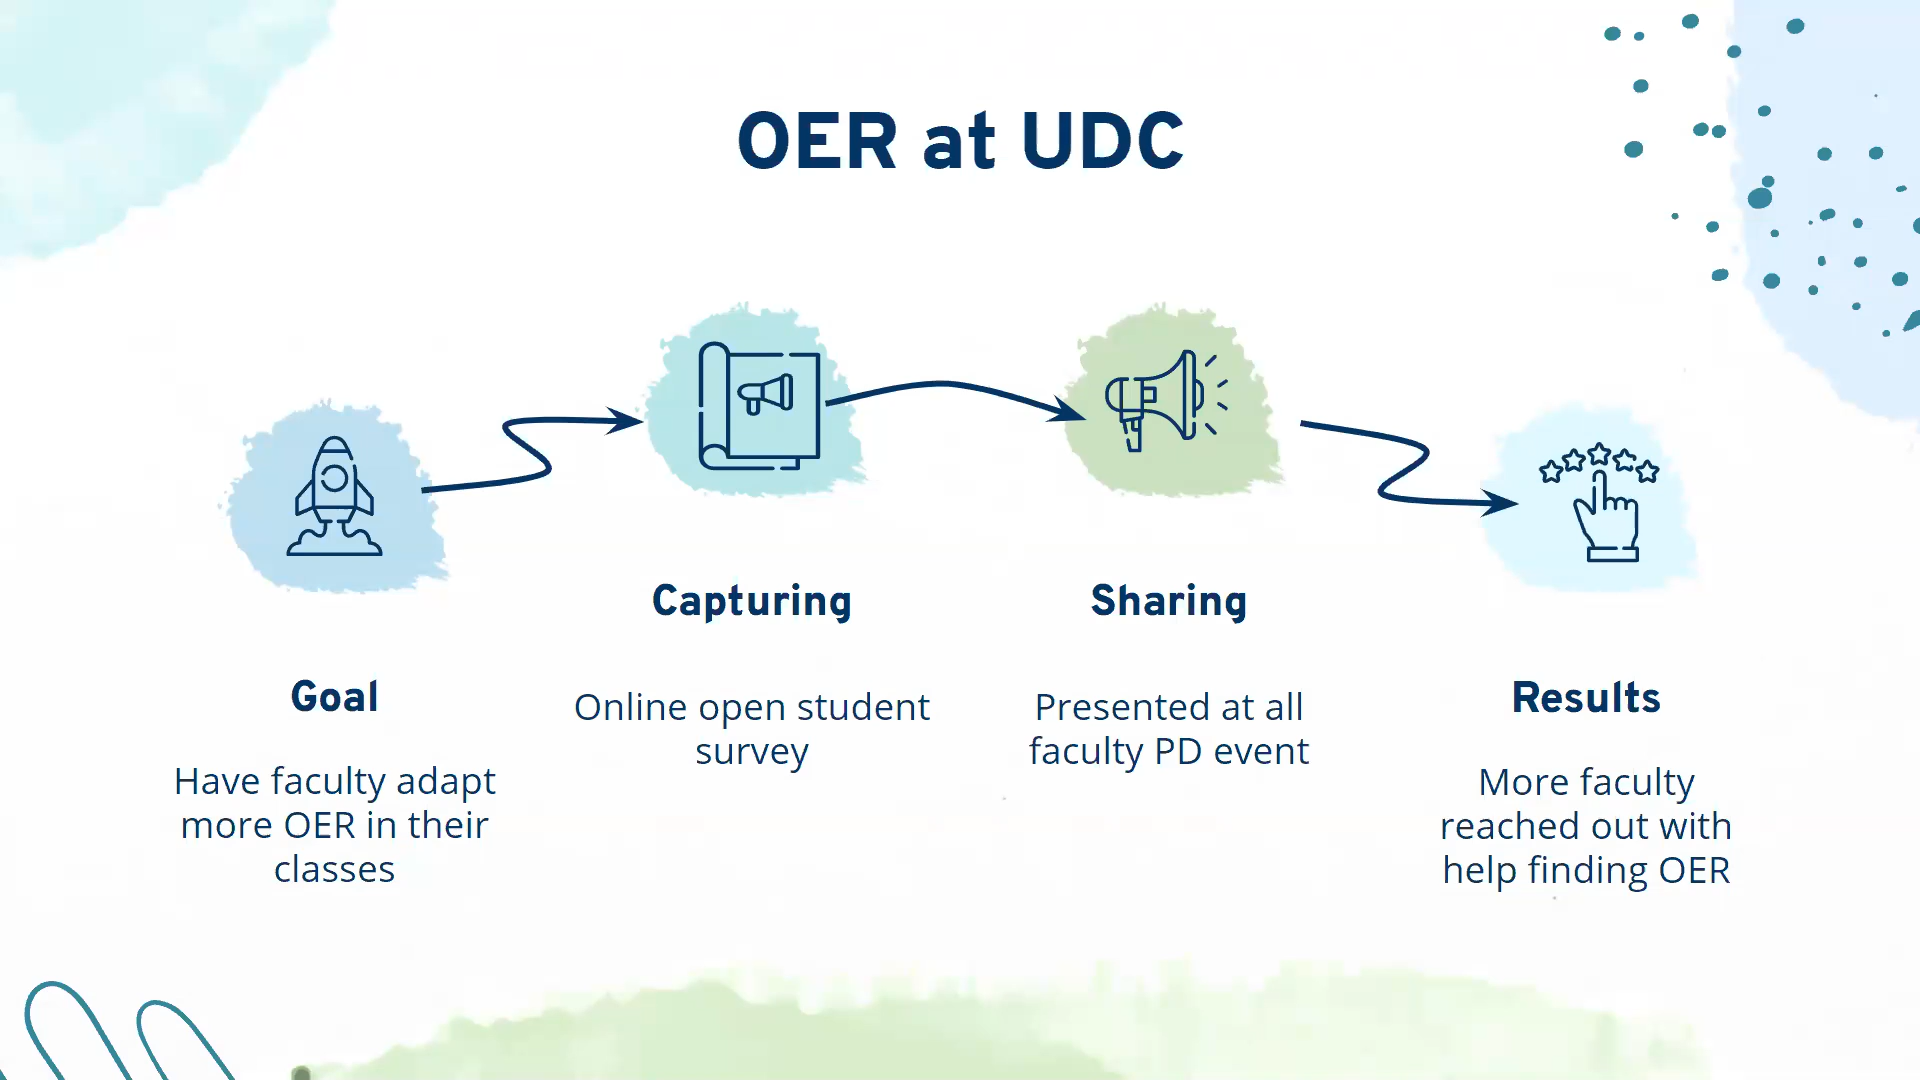 OER at UDC
Goal
Have faculty adapt
more OER in their
classes
Capturing
Online open student
survey
Sharing
Presented at all
faculty PD event
Results
More faculty
reached out with
help finding OER